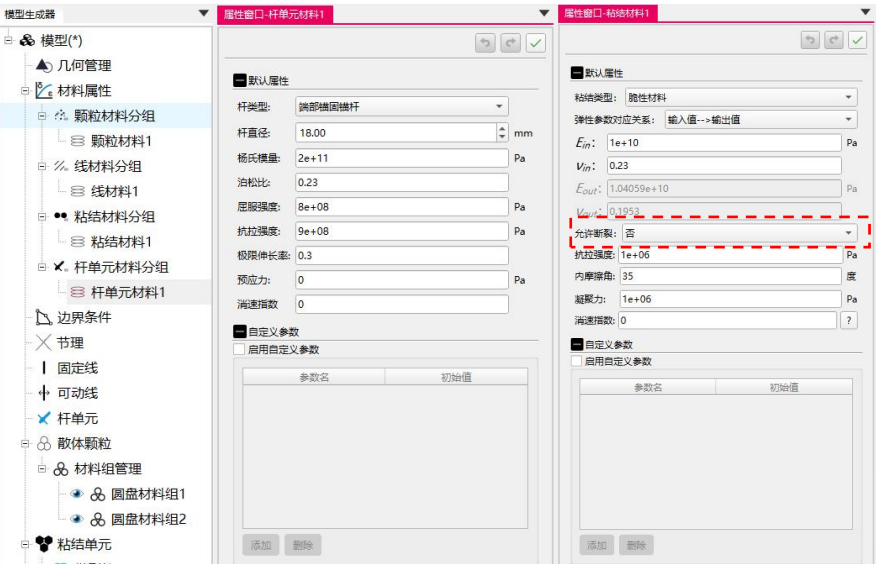 模型生成器
模型(*)
几何管理
材料属性
颗粒材料分组
颗粒材料1
线材料分组
线材料1
粘结材料分组
粘结材料1
杆单元材料分组
杆单元材料1
边界条件
节理
固定线
可动线
杆单元
散体颗粒
材料组管理
圆盘材料组1
圆盘材料组2
粘结单元
属性窗口-杆单元材料1
默认属性
杆类型: 端部锚固锚杆
杆直径: 18.00 mm
杨氏模量: 2e+11 Pa
泊松比: 0.23
屈服强度: 8e+08 Pa
抗拉强度: 9e+08 Pa
极限伸长率: 0.3
预应力: 0 Pa
消速指数 0
自定义参数
启用自定义参数
参数名 初始值
添加 删除
属性窗口-粘结材料1
默认属性
粘结类型: 脆性材料
弹性参数对应关系: 输入值-->输出值
Ein: 1e+10 Pa
νin: 0.23
Eout: 1.04059e+10 Pa
νout: 0.1953
允许断裂: 否
抗拉强度: 1e+06 Pa
内摩擦角: 35 度
凝聚力: 1e+06 Pa
消速指数: 0 ?
自定义参数
启用自定义参数
参数名 初始值
添加 删除